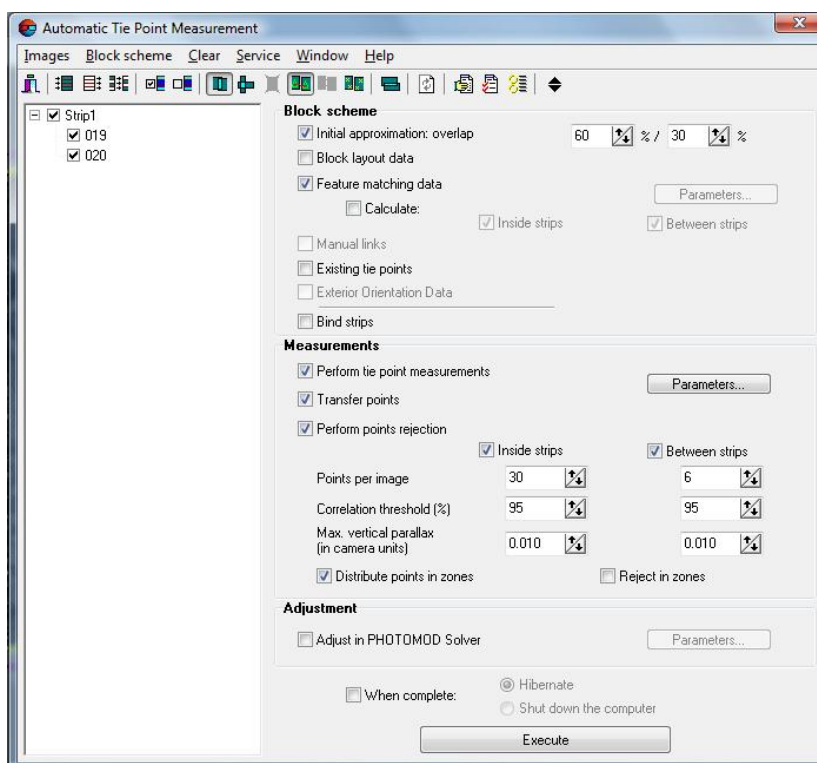 Automatic Tie Point Measurement
Images Block scheme Clear Service Window Help
Strip1
019
020
Block scheme
Initial approximation: overlap 60 % / 30 %
Block layout data
Feature matching data Parameters...
Calculate: Inside strips Between strips
Manual links
Existing tie points
Exterior Orientation Data
Bind strips
Measurements
Perform tie point measurements Parameters...
Transfer points
Perform points rejection
Inside strips Between strips
Points per image 30 6
Correlation threshold (%) 95 95
Max. vertical parallax
(in camera units) 0.010 0.010
Distribute points in zones Reject in zones
Adjustment
Adjust in PHOTOMOD Solver Parameters...
When complete: Hibernate
Shut down the computer
Execute